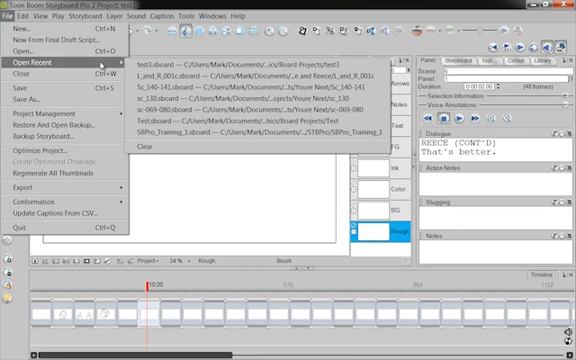 Toon Boom Storyboard Pro 2 Project: test3
File Edit Play Storyboard Layer Sound Caption Tools Windows Help
New... Ctrl+N
New From Final Draft Script...
Open... Ctrl+O
Open Recent
Close Ctrl+W
Save Ctrl+S
Save As...
Project Management
Restore And Open Backup...
Backup Storyboard...
Optimize Project...
Create Optimized Drawings
Regenerate All Thumbnails
Export
Conformation
Update Captions From CSV...
Quit Ctrl+Q
test3.sboard — C:/Users/Mark/Documents/...ics/Board Projects/test3
L_and_R_001c.sboard — C:/Users/Mark/Documents/...e and Reece/L_and_R_001c
Sc_140-141.sboard — C:/Users/Mark/Documents/...ts/Youre Next/Sc_140-141
sc_130.sboard — C:/Users/Mark/Documents/...ojects/Youre Next/sc_130
sc-069-080.sboard — C:/Users/Mark/Documents/...ts/Youre Next/sc-069-080
Test.sboard — C:/Users/Mark/Documents/...ics/Board Projects/Test
SBPro_Training_1.sboard — C:/Users/Mark/Documents/.../STBPro/SBPro_Training_1
Clear
Arrows
Notes
Text
FG
Ink
Color
BG
Rough
Project 34 % Rough Brush
Panel Storyboard Tool... Colour Library
Scene
Duration 00:00:02:00 (48 frames)
Selection Information
Voice Annotations
Dialogue
REECE (CONT'D)
That's better.
Action Notes
Slugging
Notes
Timeline
10:20
076
1152